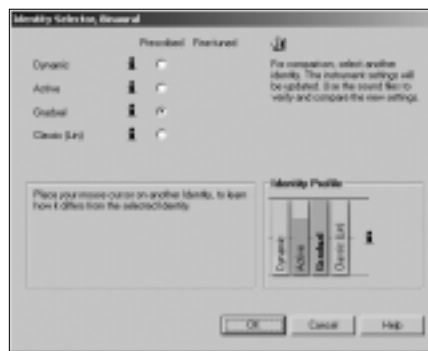 Identity Selector, Binaural
Prescribed Finetuned
Dynamic
Active
Gradual
Classic (Lin)
For comparison, select another
identity. The instrument settings will
be updated. Use the sound files to
verify and compare the new settings.
Place your mouse cursor on another Identity, to learn
how it differs from the selected Identity.
Identity Profile
Dynamic
Active
Gradual
Classic (Lin)
OK Cancel Help